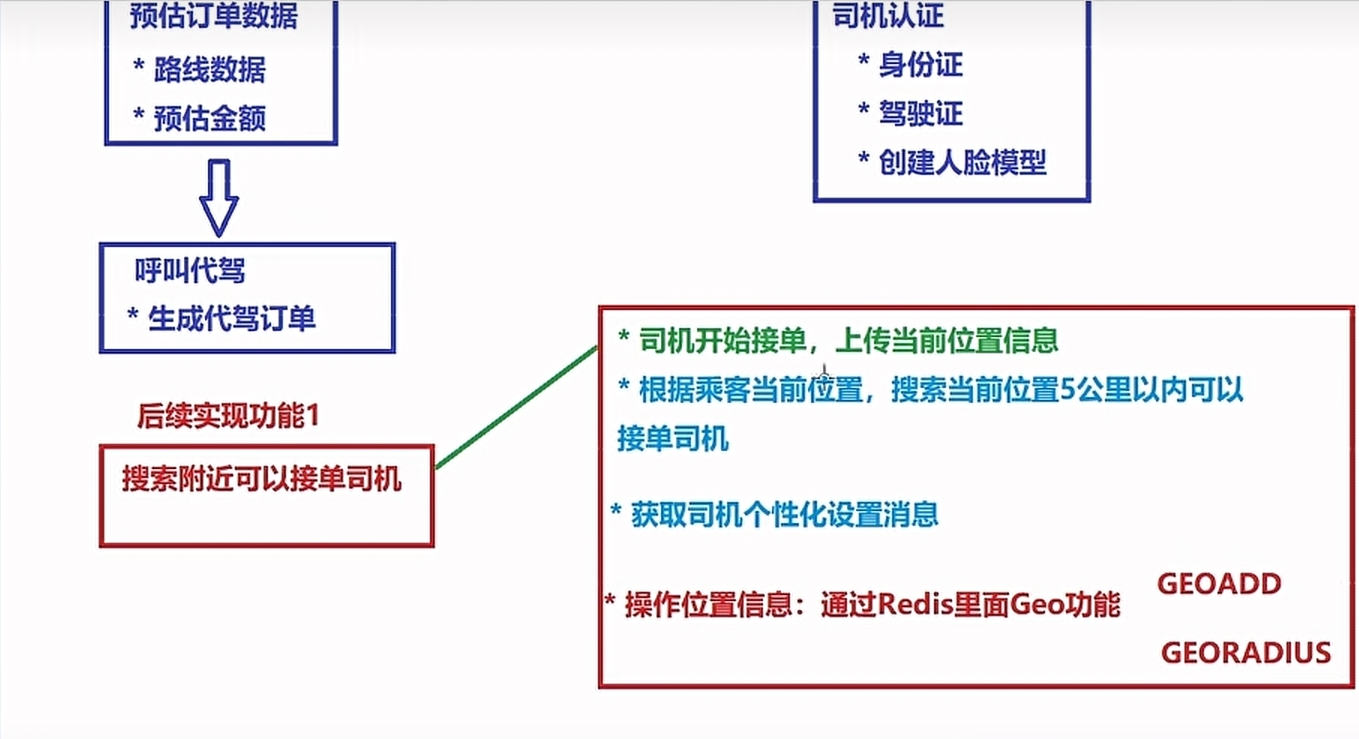 预估订单数据
* 路线数据
* 预估金额
司机认证
* 身份证
* 驾驶证
* 创建人脸模型
呼叫代驾
* 生成代驾订单
后续实现功能1
搜索附近可以接单司机
* 司机开始接单，上传当前位置信息
* 根据乘客当前位置，搜索当前位置5公里以内可以
接单司机
* 获取司机个性化设置消息
* 操作位置信息：通过Redis里面Geo功能
GEOADD
GEORADIUS